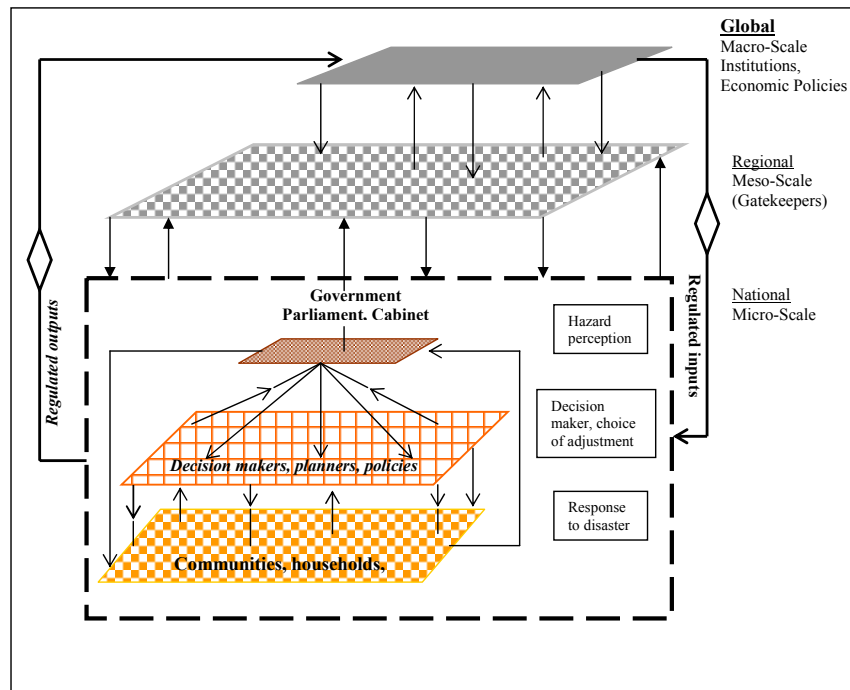 Global
Macro-Scale
Institutions,
Economic Policies
Regional
Meso-Scale
(Gatekeepers)
National
Micro-Scale
Regulated outputs
Regulated inputs
Government
Parliament. Cabinet
Hazard
perception
Decision
maker, choice
of adjustment
Decision makers, planners, policies
Response
to disaster
Communities, households,